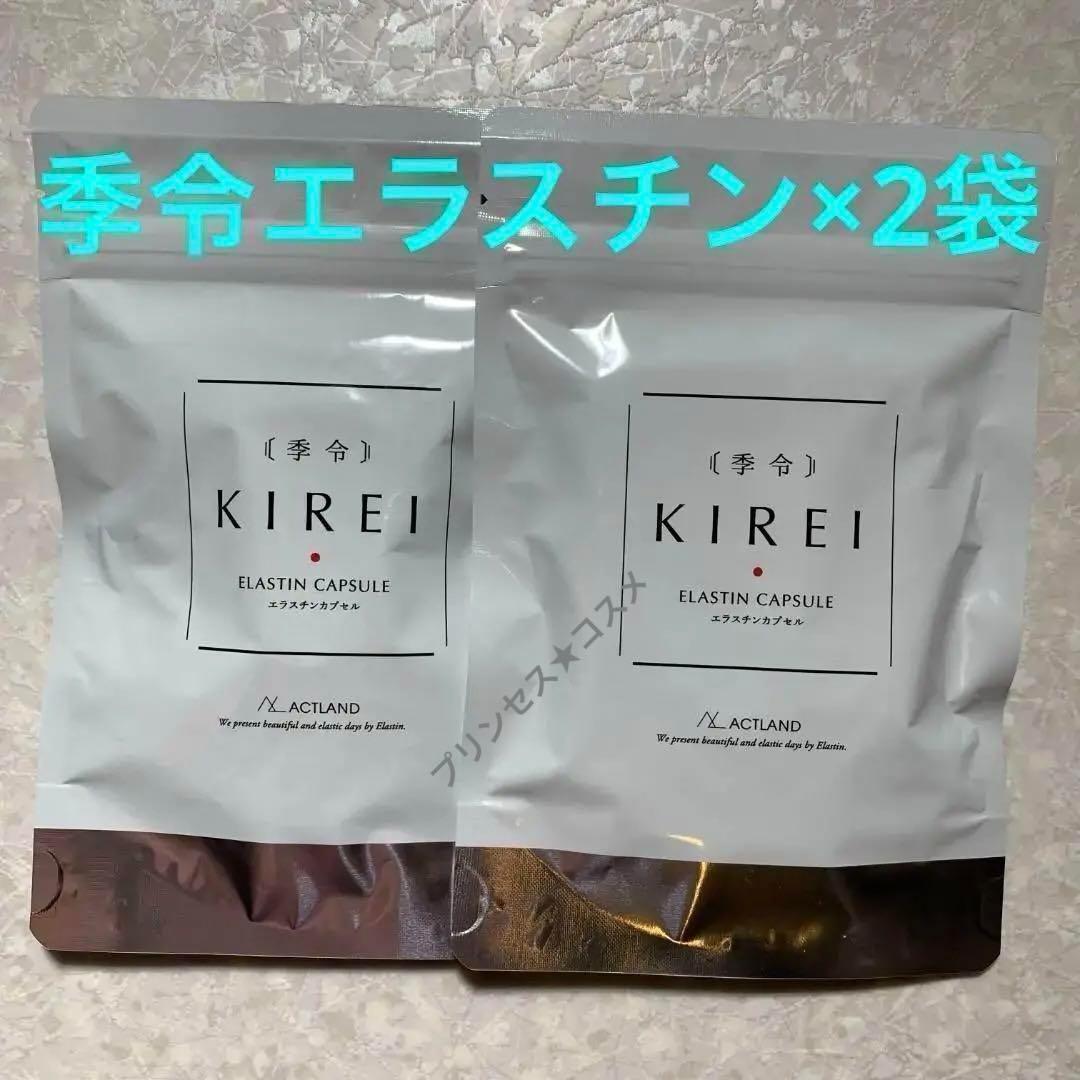 季令エラスチン×2袋
〘季令〙
KIREI
ELASTIN CAPSULE
エラスチンカプセル
ACTLAND
We present beautiful and elastic days by Elastin.
〘季令〙
KIREI
ELASTIN CAPSULE
エラスチンカプセル
ACTLAND
We present beautiful and elastic days by Elastin.
プリンセス★コスメ